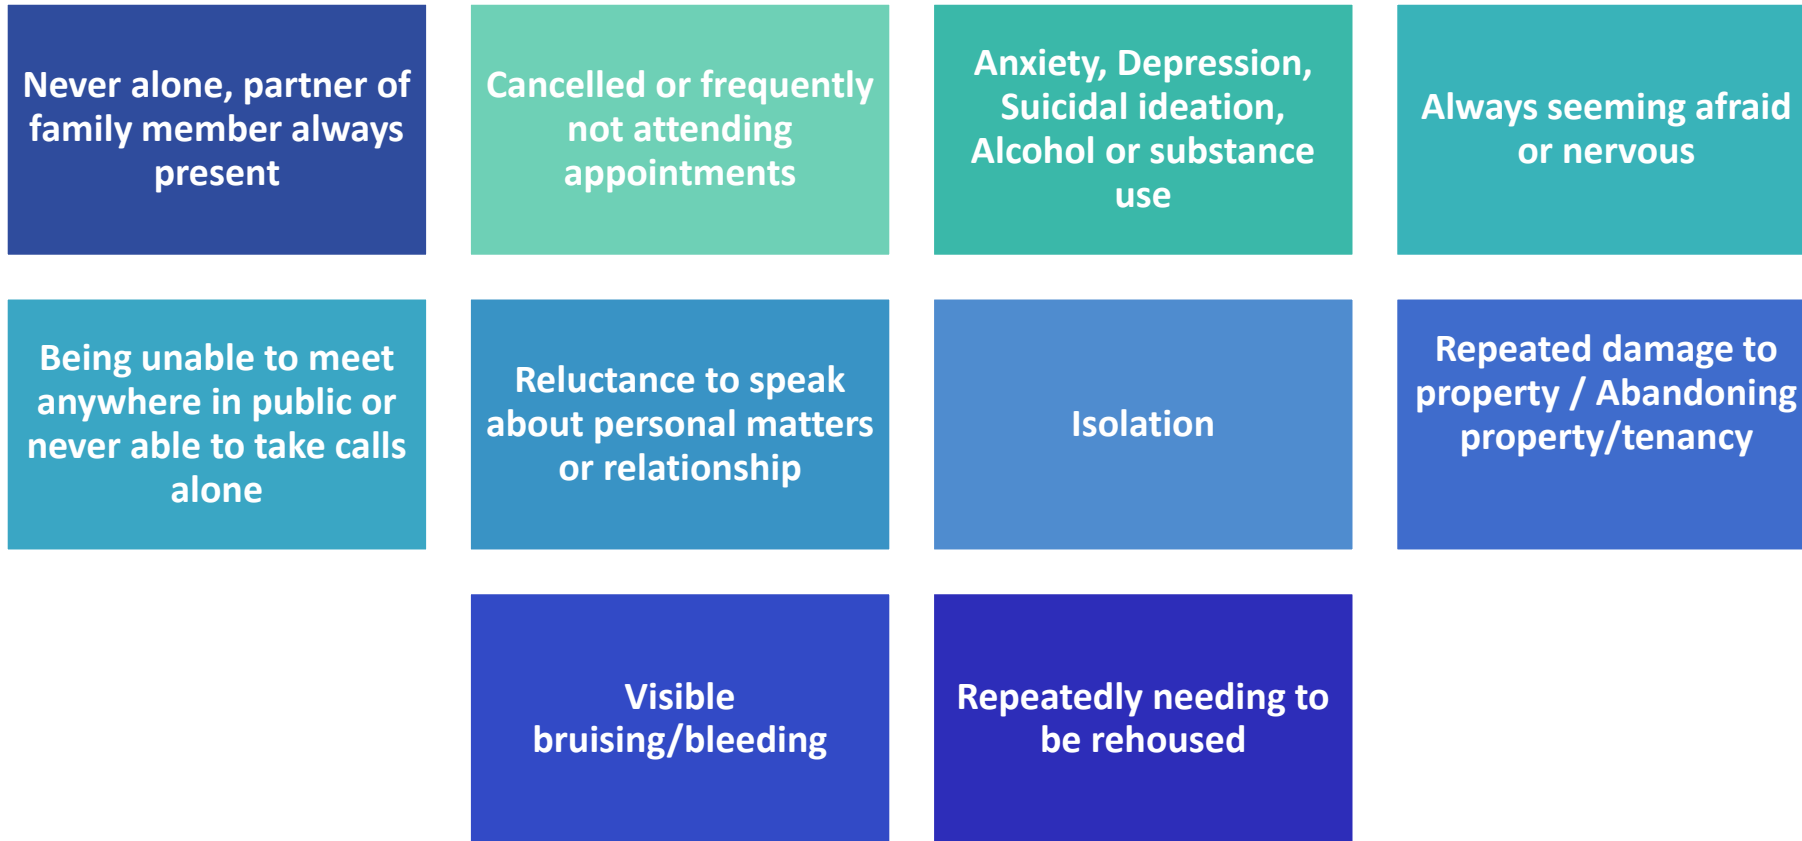 Never alone, partner of
family member always
present
Cancelled or frequently
not attending
appointments
Anxiety, Depression,
Suicidal ideation,
Alcohol or substance
use
Always seeming afraid
or nervous
Being unable to meet
anywhere in public or
never able to take calls
alone
Reluctance to speak
about personal matters
or relationship
Isolation
Repeated damage to
property / Abandoning
property/tenancy
Visible
bruising/bleeding
Repeatedly needing to
be rehoused